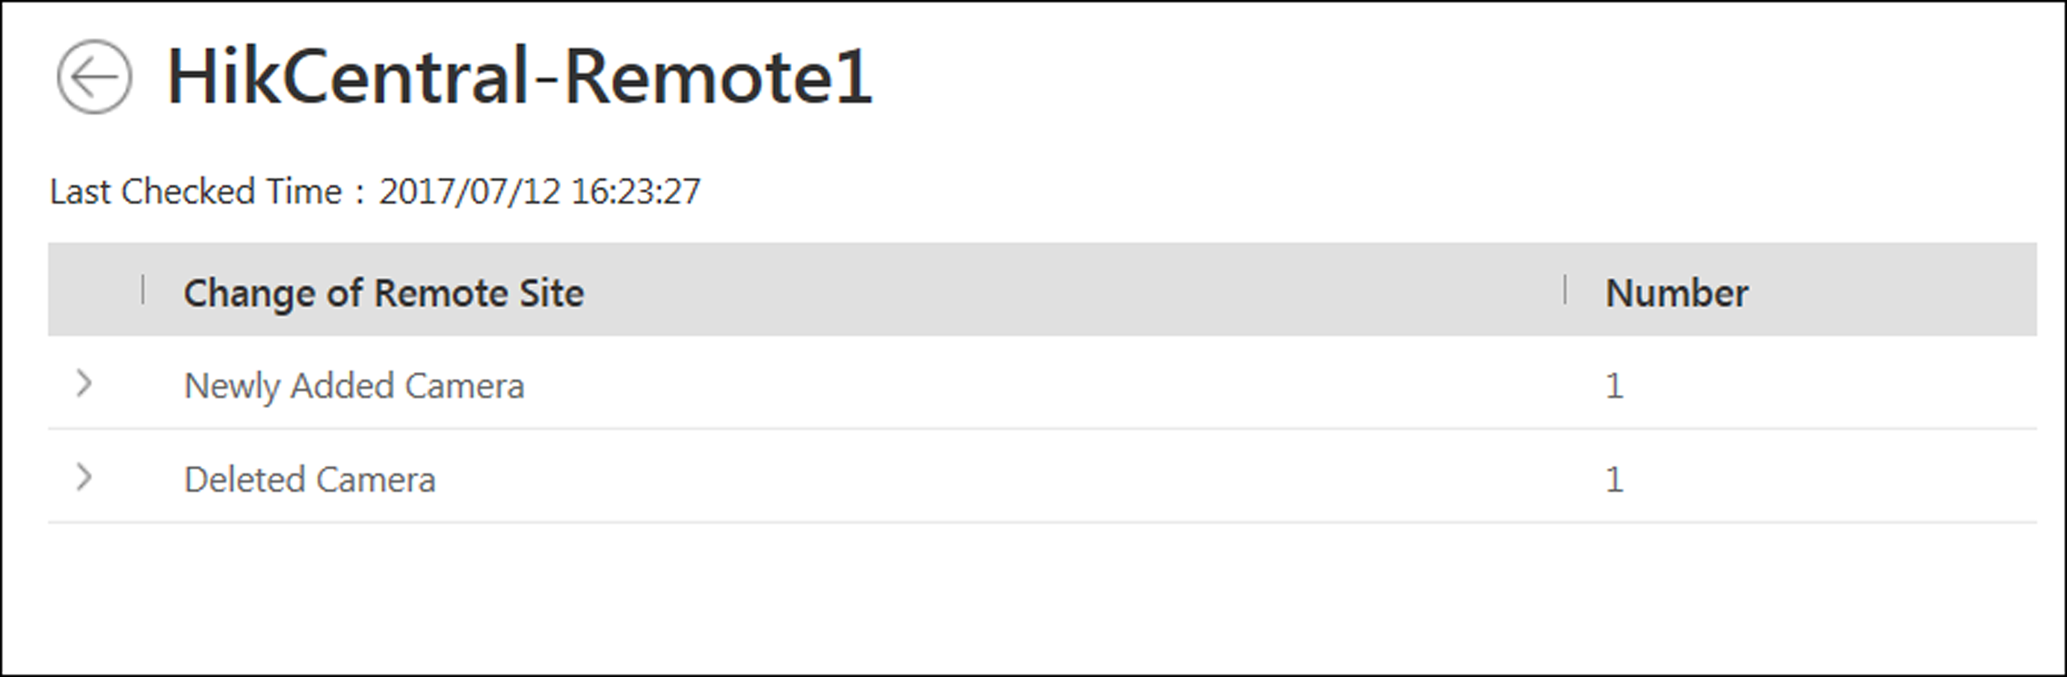 HikCentral-Remote1
Last Checked Time : 2017/07/12 16:23:27
Change of Remote Site Number
Newly Added Camera 1
Deleted Camera 1